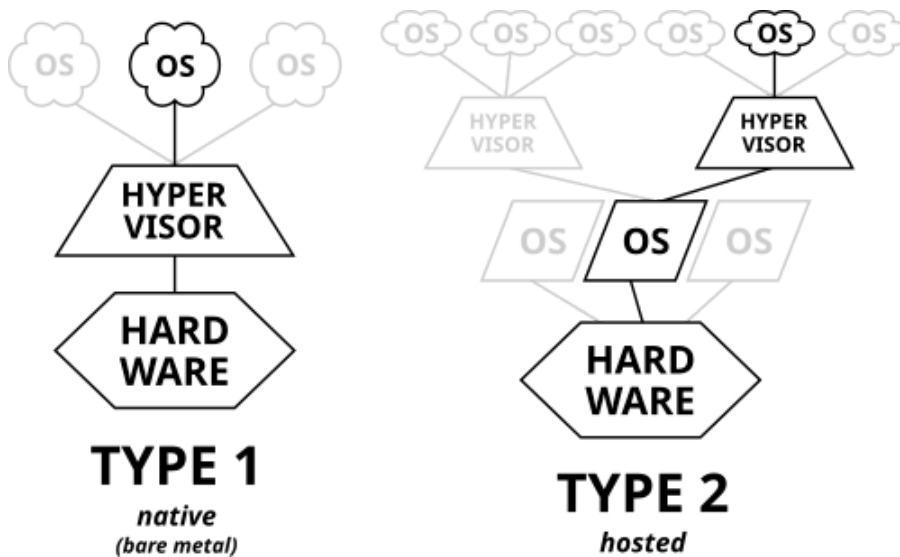 OS
OS
OS
HYPER
VISOR
HARD
WARE
TYPE 1
native
(bare metal)
OS
OS
OS
OS
OS
OS
HYPER
VISOR
HYPER
VISOR
OS
OS
OS
HARD
WARE
TYPE 2
hosted